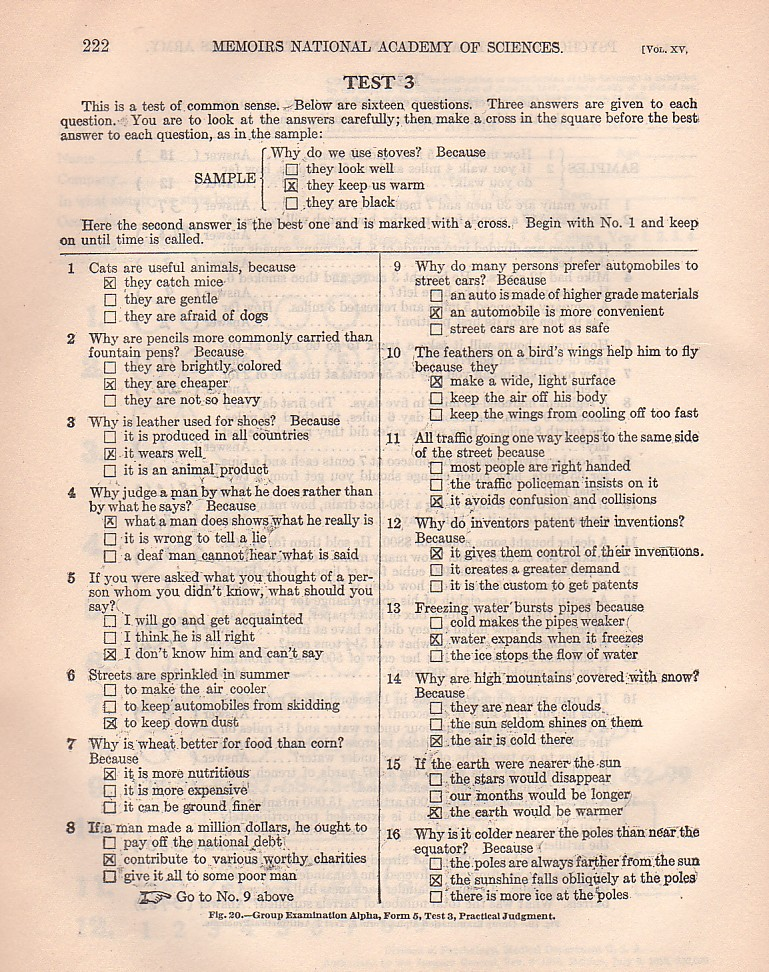 222 MEMOIRS NATIONAL ACADEMY OF SCIENCES. [VOL. XV,
TEST 3
This is a test of common sense. Below are sixteen questions. Three answers are given to each
question. You are to look at the answers carefully; then make a cross in the square before the best
answer to each question, as in the sample:
SAMPLE
Why do we use stoves? Because
☐ they look well
☒ they keep us warm
☐ they are black
Here the second answer is the best one and is marked with a cross. Begin with No. 1 and keep
on until time is called.
1 Cats are useful animals, because
☒ they catch mice
☐ they are gentle
☐ they are afraid of dogs
2 Why are pencils more commonly carried than
fountain pens? Because
☐ they are brightly colored
☒ they are cheaper
☐ they are not so heavy
3 Why is leather used for shoes? Because
☐ it is produced in all countries
☒ it wears well
☐ it is an animal product
4 Why judge a man by what he does rather than
by what he says? Because
☒ what a man does shows what he really is
☐ it is wrong to tell a lie
☐ a deaf man cannot hear what is said
5 If you were asked what you thought of a per-
son whom you didn't know, what should you
say?
☐ I will go and get acquainted
☐ I think he is all right
☒ I don't know him and can't say
6 Streets are sprinkled in summer
☐ to make the air cooler
☐ to keep automobiles from skidding
☒ to keep down dust
7 Why is wheat better for food than corn?
Because
☒ it is more nutritious
☐ it is more expensive
☐ it can be ground finer
8 If a man made a million dollars, he ought to
☐ pay off the national debt
☒ contribute to various worthy charities
☐ give it all to some poor man
Go to No. 9 above
9 Why do many persons prefer automobiles to
street cars? Because
☐ an auto is made of higher grade materials
☒ an automobile is more convenient
☐ street cars are not as safe
10 The feathers on a bird's wings help him to fly
because they
☒ make a wide, light surface
☐ keep the air off his body
☐ keep the wings from cooling off too fast
11 All traffic going one way keeps to the same side
of the street because
☐ most people are right handed
☐ the traffic policeman insists on it
☒ it avoids confusion and collisions
12 Why do inventors patent their inventions?
Because
☒ it gives them control of their inventions.
☐ it creates a greater demand
☐ it is the custom to get patents
13 Freezing water bursts pipes because
☐ cold makes the pipes weaker
☒ water expands when it freezes
☐ the ice stops the flow of water
14 Why are high mountains covered with snow?
Because
☐ they are near the clouds
☐ the sun seldom shines on them
☒ the air is cold there
15 If the earth were nearer the sun
☐ the stars would disappear
☐ our months would be longer
☒ the earth would be warmer
16 Why is it colder nearer the poles than near the
equator? Because
☐ the poles are always farther from the sun
☒ the sunshine falls obliquely at the poles
☐ there is more ice at the poles
Fig. 20.—Group Examination Alpha, Form 5, Test 3, Practical Judgment.